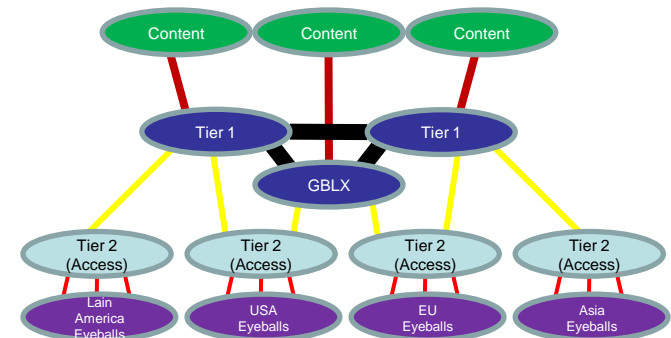 Content
Content
Content
Tier 1
Tier 1
GBLX
Tier 2
(Access)
Tier 2
(Access)
Tier 2
(Access)
Tier 2
(Access)
Lain
America
Eyeballs
USA
Eyeballs
EU
Eyeballs
Asia
Eyeballs